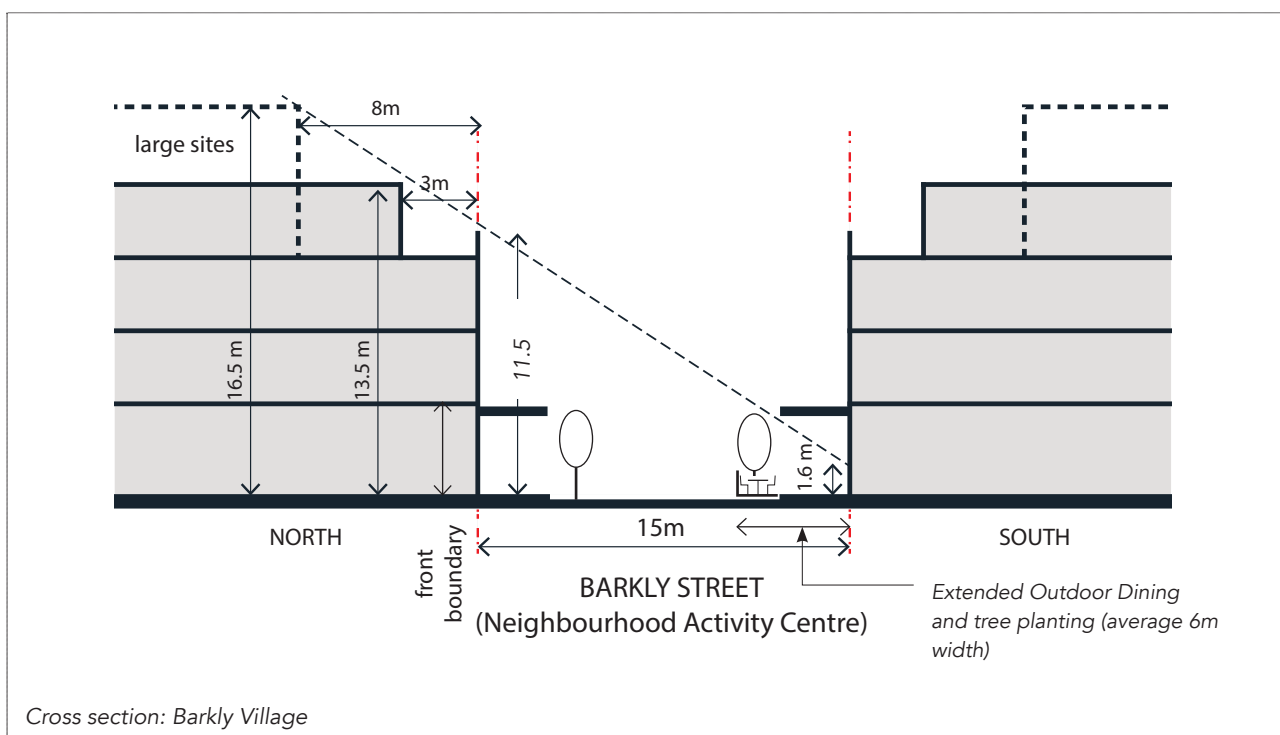 8m
large sites
3m
16.5 m
13.5 m
11.5
1.6 m
NORTH
front
boundary
15m
SOUTH
BARKLY STREET
(Neighbourhood Activity Centre)
Extended Outdoor Dining
and tree planting (average 6m
width)
Cross section: Barkly Village